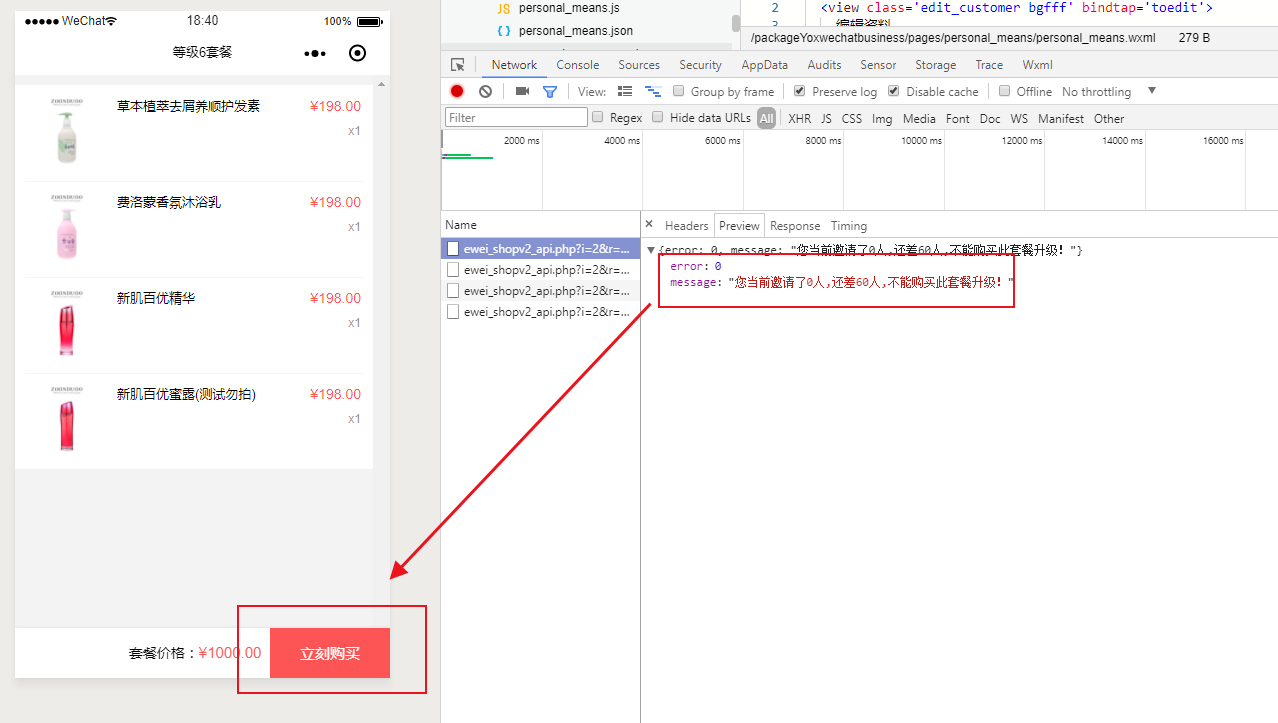 ●●●●● WeChat
18:40
100%
等级6套餐
ZOONDUOO
草本植萃去屑养顺护发素
¥198.00
x1
ZOONDUOO
费洛蒙香氛沐浴乳
¥198.00
x1
ZOONDUOO
新肌百优精华
¥198.00
x1
ZOONDUOO
新肌百优蜜露(测试勿拍)
¥198.00
x1
套餐价格：¥1000.00
立刻购买
JS personal_means.js
{ } personal_means.json
2 <view class='edit_customer bgfff' bindtap='toedit'>
3 编辑资料
/packageYoxwechatbusiness/pages/personal_means/personal_means.wxml 279 B
Network Console Sources Security AppData Audits Sensor Storage Trace Wxml
View: Group by frame Preserve log Disable cache Offline No throttling
Filter Regex Hide data URLs All XHR JS CSS Img Media Font Doc WS Manifest Other
2000 ms 4000 ms 6000 ms 8000 ms 10000 ms 12000 ms 14000 ms 16000 ms
Name
ewei_shopv2_api.php?i=2&r=...
ewei_shopv2_api.php?i=2&r=...
ewei_shopv2_api.php?i=2&r=...
ewei_shopv2_api.php?i=2&r=...
× Headers Preview Response Timing
▼{error: 0, message: "您当前邀请了0人,还差60人,不能购买此套餐升级！"}
error: 0
message: "您当前邀请了0人,还差60人,不能购买此套餐升级！"